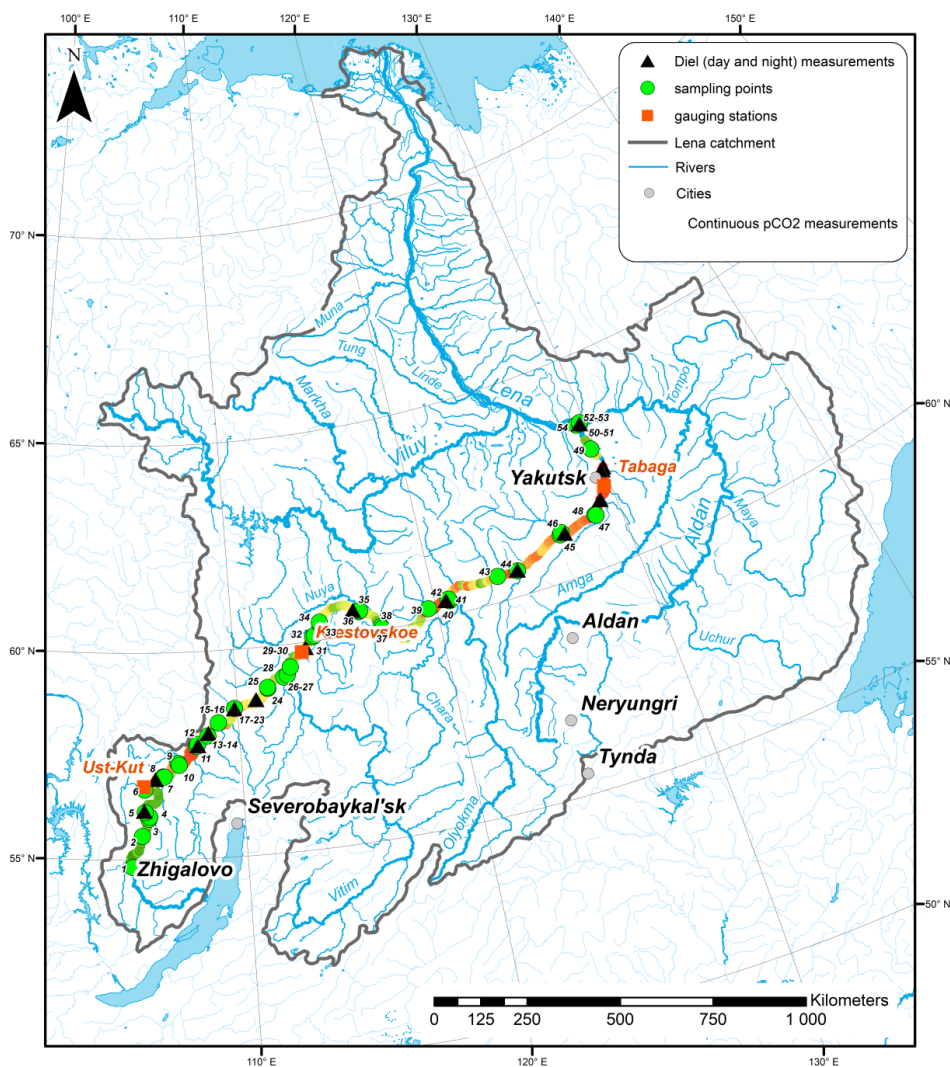 100° E
110° E
120° E
130° E
140° E
150° E
N
Diel (day and night) measurements
sampling points
gauging stations
Lena catchment
Rivers
Cities
Continuous pCO2 measurements
70° N
65° N
60° N
55° N
60° N
55° N
50° N
Muna
Tung
Linde
Markha
Lena
Viluy
Tompo
52-53
54
50-51
49
Tabaga
Yakutsk
48
47
46
45
Aldan
Maya
Amga
44
43
42
41
40
39
Nuya
35
36
38
37
34
32
33
Krestovskoe
31
29-30
28
25
26-27
24
Aldan
Uchur
Chara
Neryungri
15-16
17-23
12
13-14
11
9
10
Ust-Kut
8
7
6
5
4
3
2
1
Zhigalovo
Severobaykal'sk
Tynda
Olyokma
Vitim
Kilometers
0 125 250 500 750 1 000
110° E
120° E
130° E